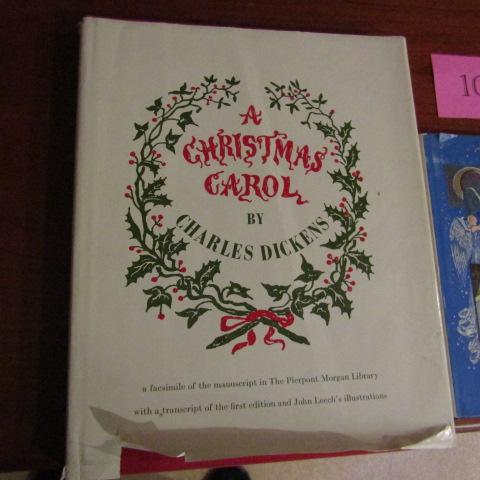 A
CHRISTMAS
CAROL
BY
CHARLES DICKENS
a facsimile of the manuscript in The Pierpont Morgan Library
with a transcript of the first edition and John Leech's illustrations
10